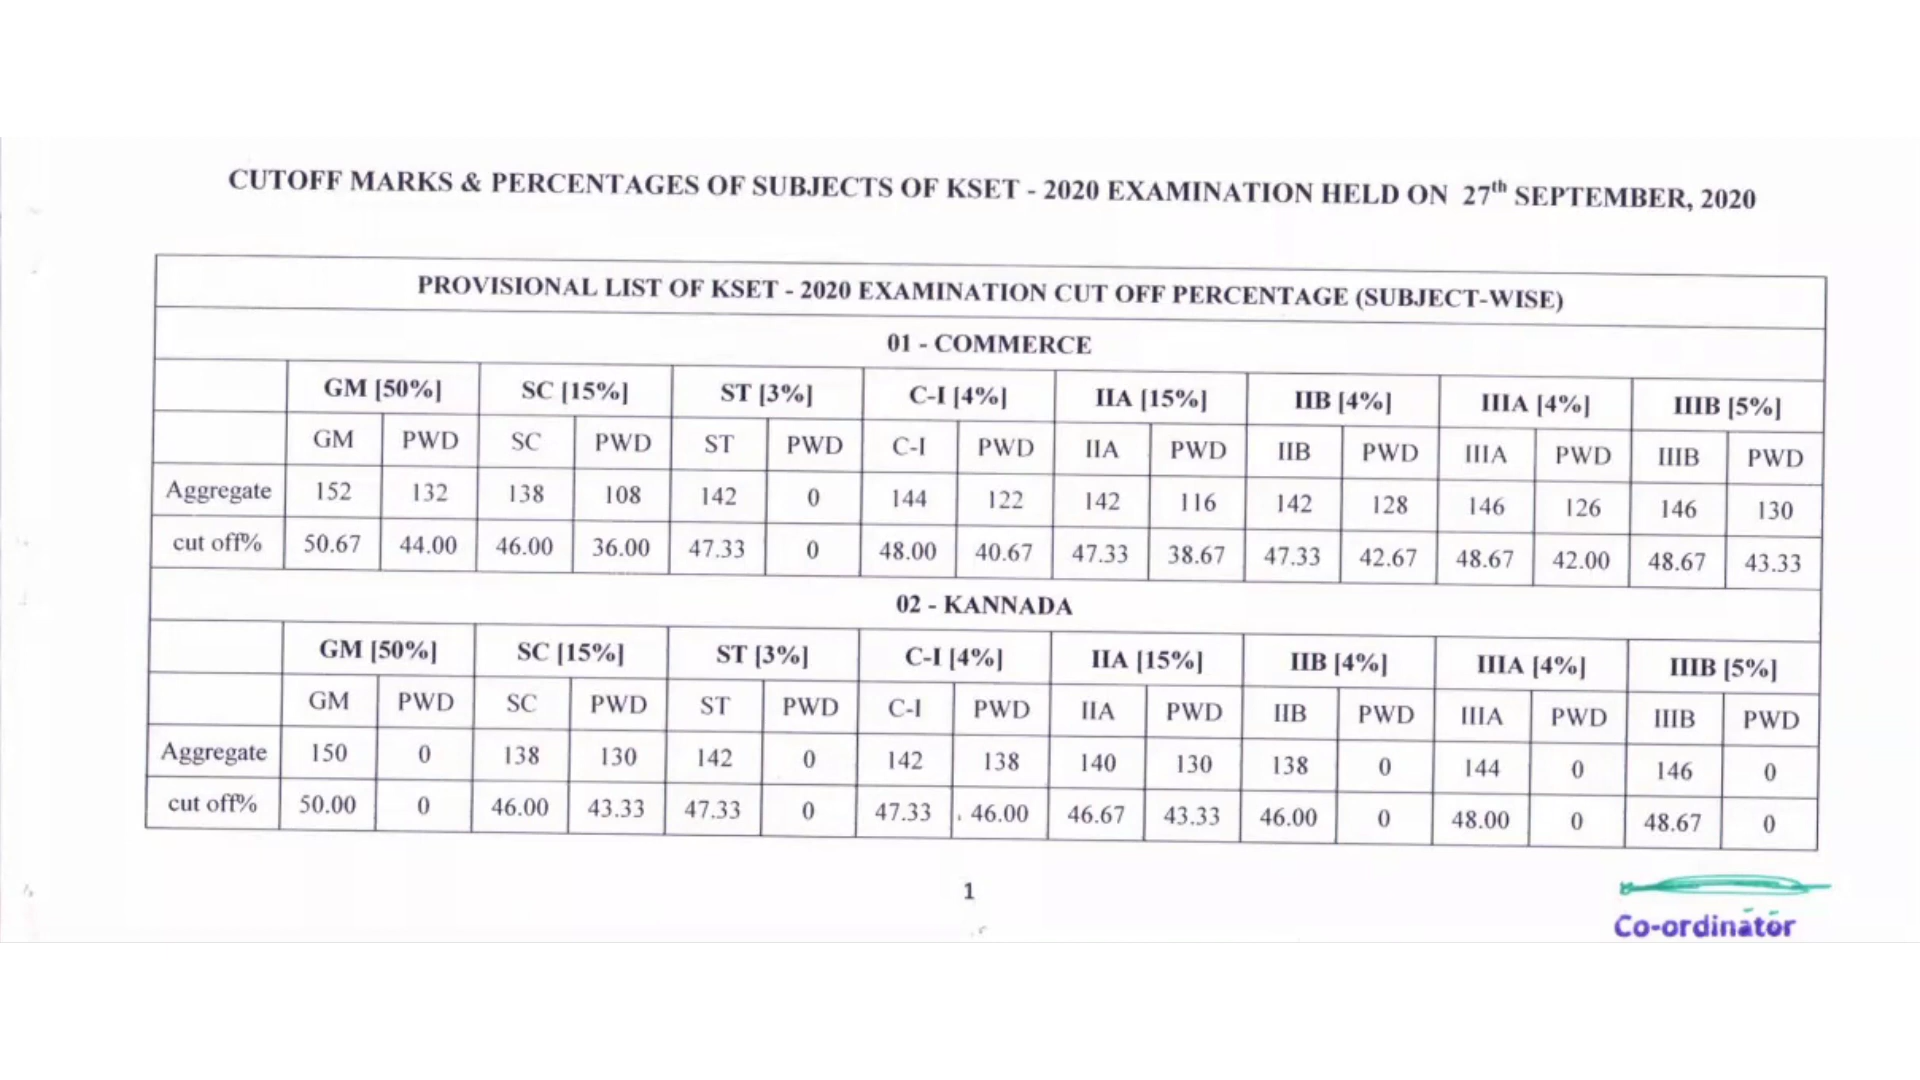 CUTOFF MARKS & PERCENTAGES OF SUBJECTS OF KSET - 2020 EXAMINATION HELD ON 27th SEPTEMBER, 2020
PROVISIONAL LIST OF KSET - 2020 EXAMINATION CUT OFF PERCENTAGE (SUBJECT-WISE)
01 - COMMERCE
GM [50%] SC [15%] ST [3%] C-I [4%] IIA [15%] IIB [4%] IIIA [4%] IIIB [5%]
GM PWD SC PWD ST PWD C-I PWD IIA PWD IIB PWD IIIA PWD IIIB PWD
Aggregate 152 132 138 108 142 0 144 122 142 116 142 128 146 126 146 130
cut off% 50.67 44.00 46.00 36.00 47.33 0 48.00 40.67 47.33 38.67 47.33 42.67 48.67 42.00 48.67 43.33
02 - KANNADA
GM [50%] SC [15%] ST [3%] C-I [4%] IIA [15%] IIB [4%] IIIA [4%] IIIB [5%]
GM PWD SC PWD ST PWD C-I PWD IIA PWD IIB PWD IIIA PWD IIIB PWD
Aggregate 150 0 138 130 142 0 142 138 140 130 138 0 144 0 146 0
cut off% 50.00 0 46.00 43.33 47.33 0 47.33 46.00 46.67 43.33 46.00 0 48.00 0 48.67 0
1
Co-ordinator